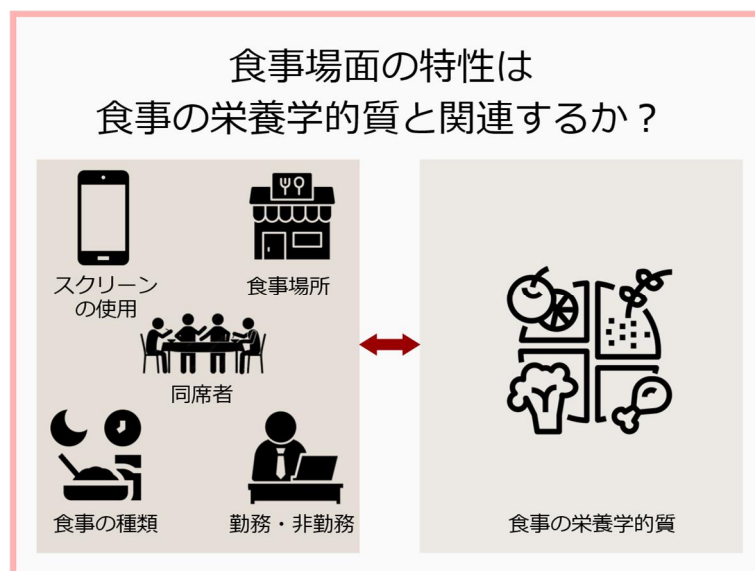 食事場面の特性は
食事の栄養学的質と関連するか？
スクリーン
の使用
食事場所
同席者
食事の種類
勤務・非勤務
食事の栄養学的質